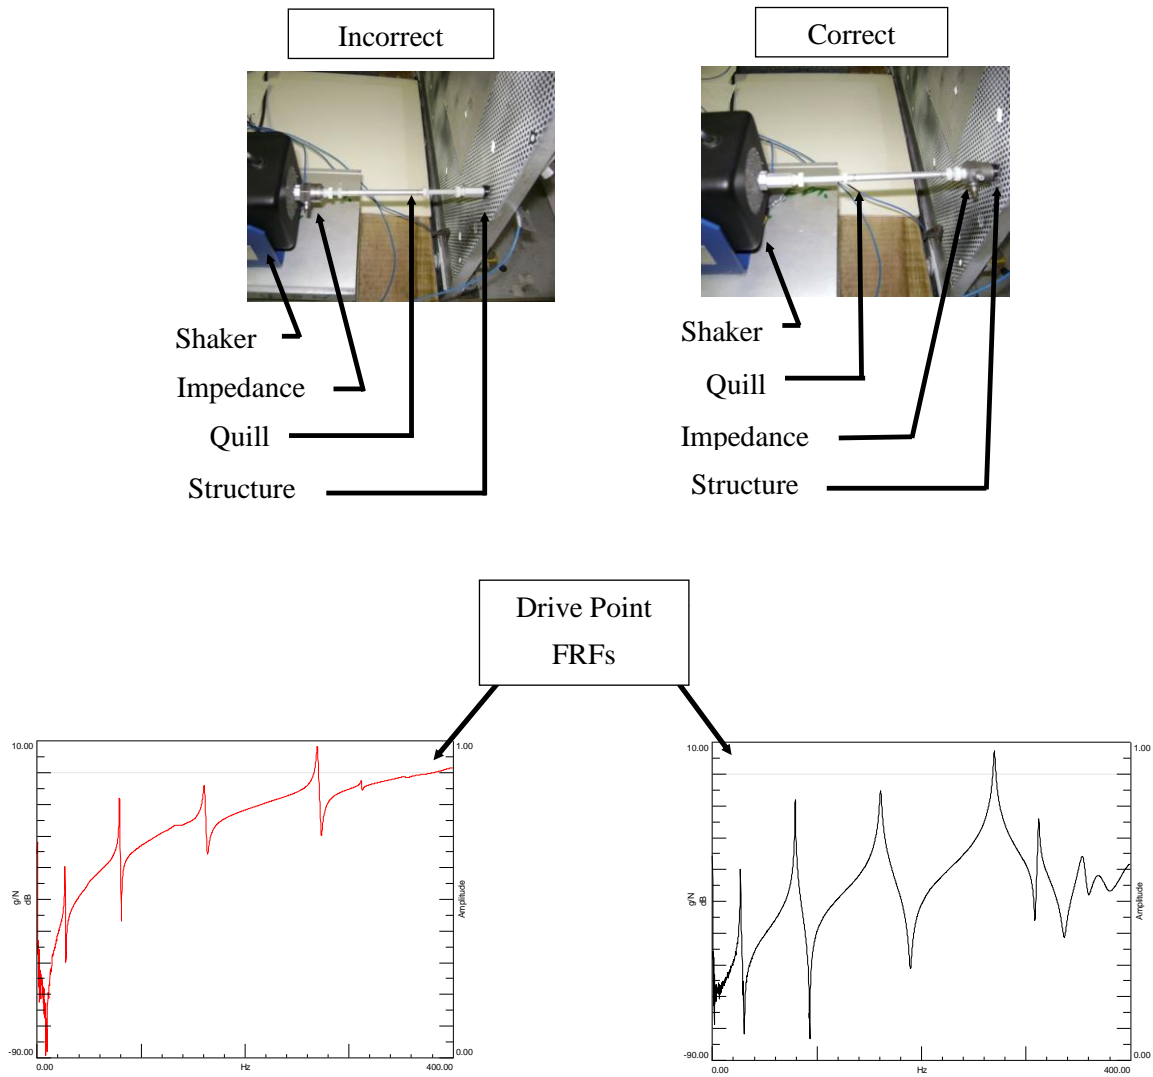 Incorrect
Correct
Shaker
Impedance
Quill
Structure
Shaker
Quill
Impedance
Structure
Drive Point
FRFs
10.00
1.00
g/N
dB
Amplitude
-90.00
0.00
0.00
Hz
400.00
10.00
1.00
g/N
dB
Amplitude
-90.00
0.00
0.00
Hz
400.00